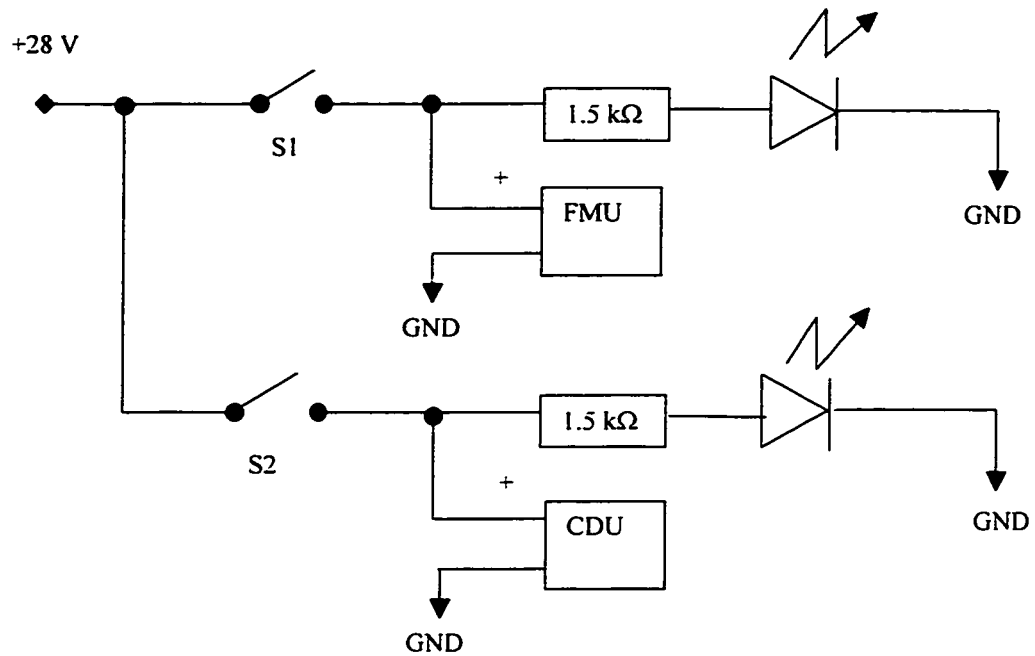 +28 V
S1
1.5 kΩ
GND
+
FMU
GND
S2
1.5 kΩ
GND
+
CDU
GND